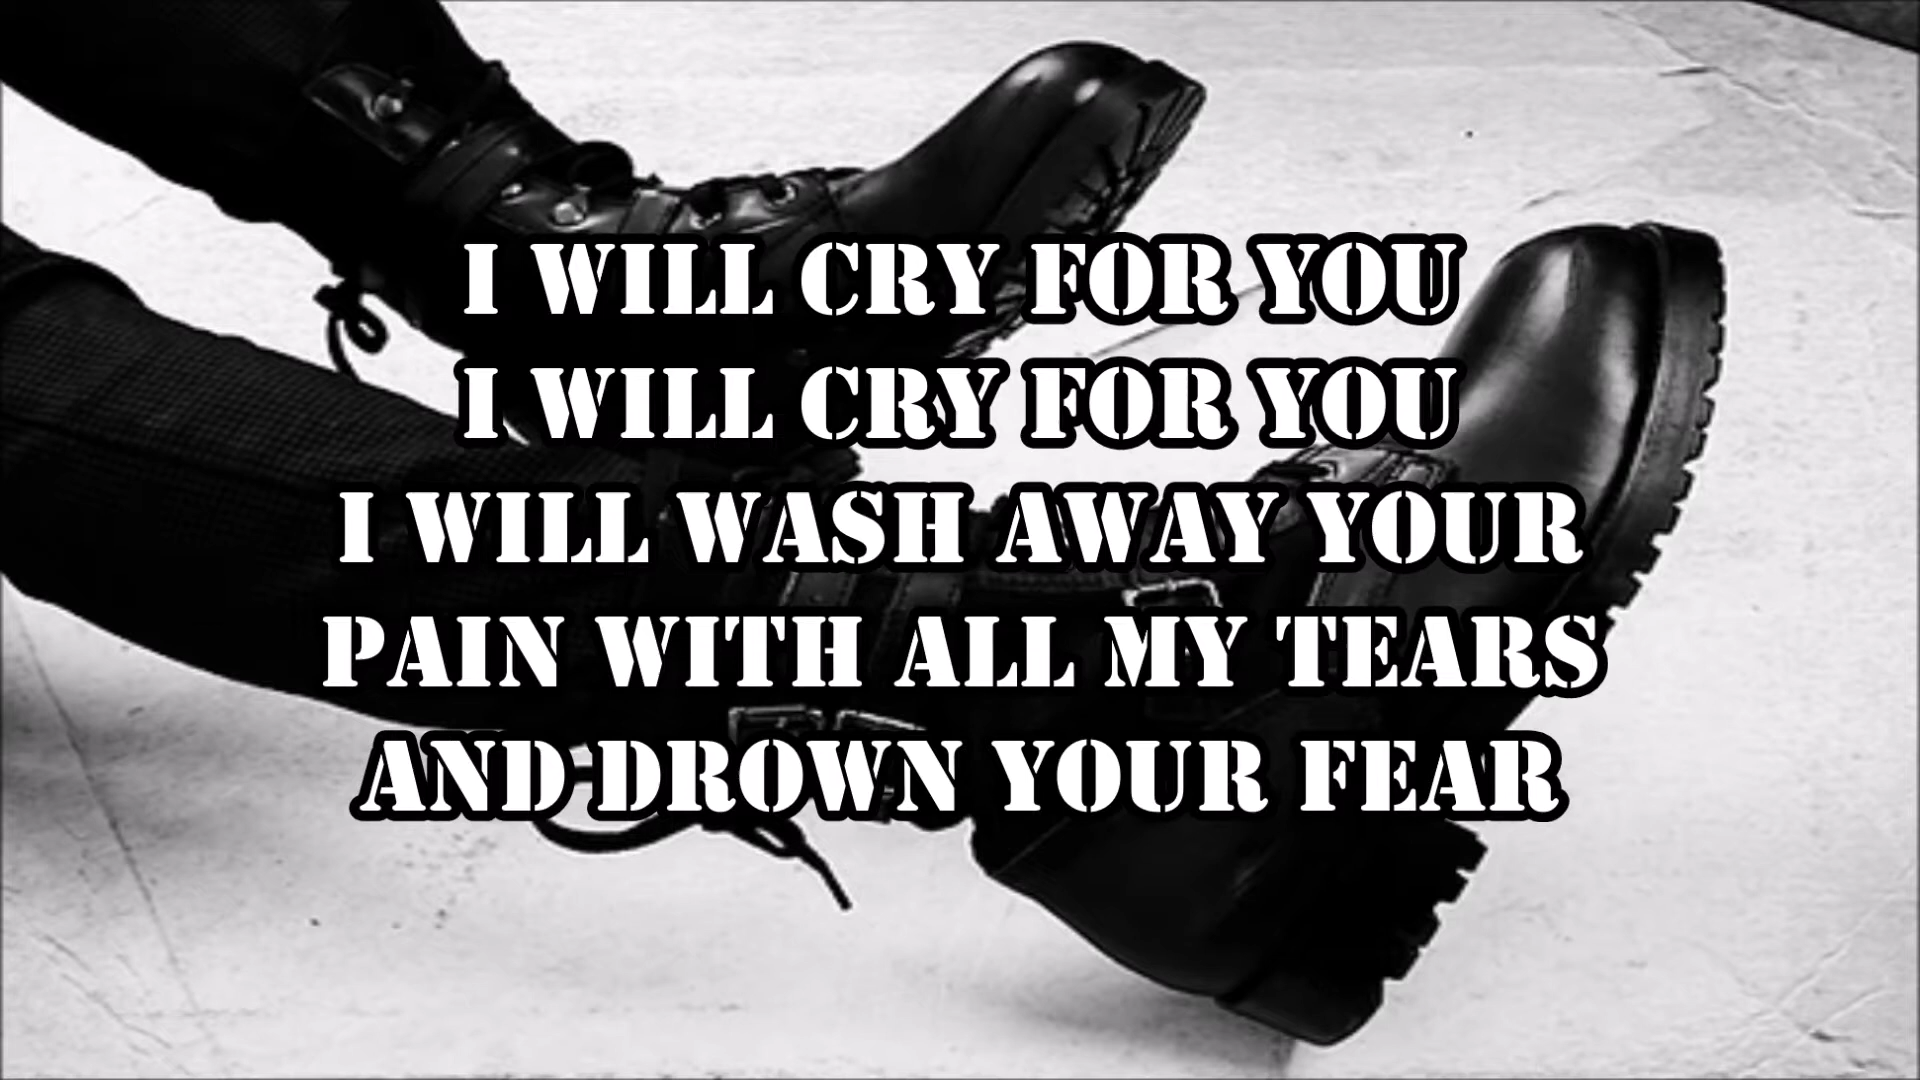 I WILL CRY FOR YOU
I WILL CRY FOR YOU
I WILL WASH AWAY YOUR
PAIN WITH ALL MY TEARS
AND DROWN YOUR FEAR